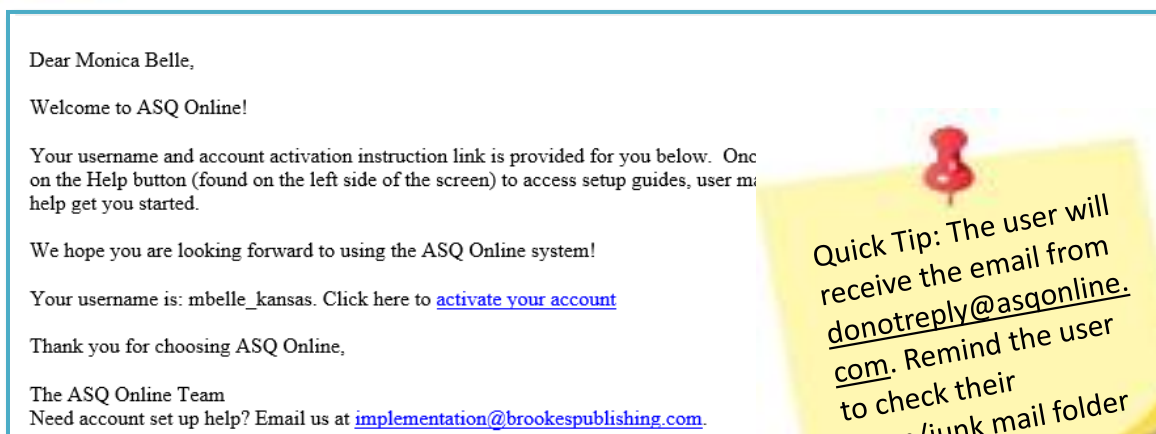 Dear Monica Belle,
Welcome to ASQ Online!
Your username and account activation instruction link is provided for you below. Onc
on the Help button (found on the left side of the screen) to access setup guides, user ma
help get you started.
We hope you are looking forward to using the ASQ Online system!
Your username is: mbelle_kansas. Click here to activate your account
Thank you for choosing ASQ Online,
The ASQ Online Team
Need account set up help? Email us at implementation@brookespublishing.com.
Quick Tip: The user will
receive the email from
donotreply@asqonline.
com. Remind the user
to check their
/junk mail folder